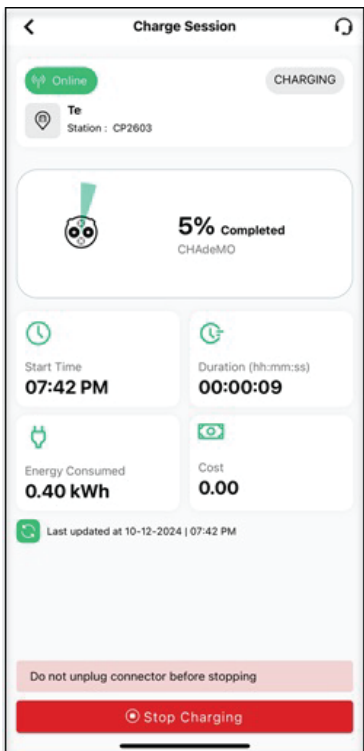 Charge Session
Online
CHARGING
Te
Station : CP2603
5% Completed
CHAdeMO
Start Time
07:42 PM
Duration (hh:mm:ss)
00:00:09
Energy Consumed
0.40 kWh
Cost
0.00
Last updated at 10-12-2024 | 07:42 PM
Do not unplug connector before stopping
Stop Charging